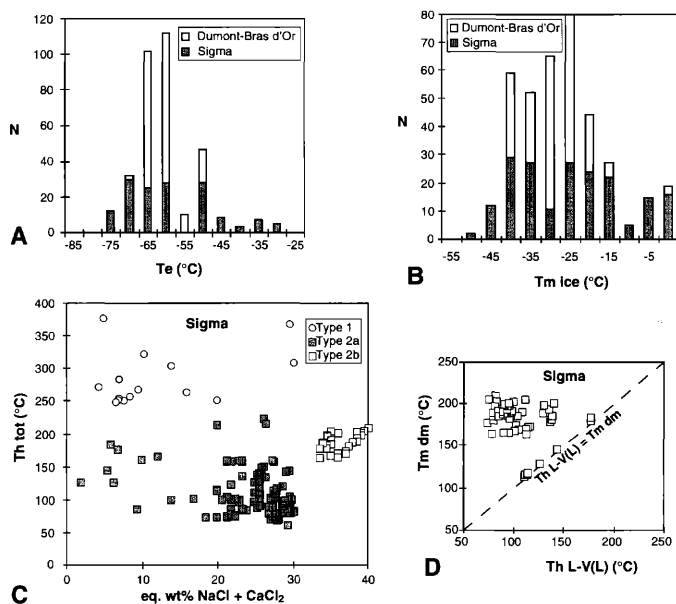 120
100
80
60
40
20
0
N
Dumont-Bras d'Or
Sigma
-85
-75
-65
-55
-45
-35
-25
Te (°C)
A
80
70
60
50
40
30
20
10
0
N
Dumont-Bras d'Or
Sigma
-55
-45
-35
-25
-15
-5
Tm ice (°C)
B
400
350
300
250
200
150
100
50
0
Th tot (°C)
Sigma
Type 1
Type 2a
Type 2b
0
10
20
30
40
eq. wt% NaCl + CaCl₂
C
250
200
150
100
50
Tm dm (°C)
Sigma
Th L-V(L) = Tm dm
50
100
150
200
250
Th L-V(L) (°C)
D